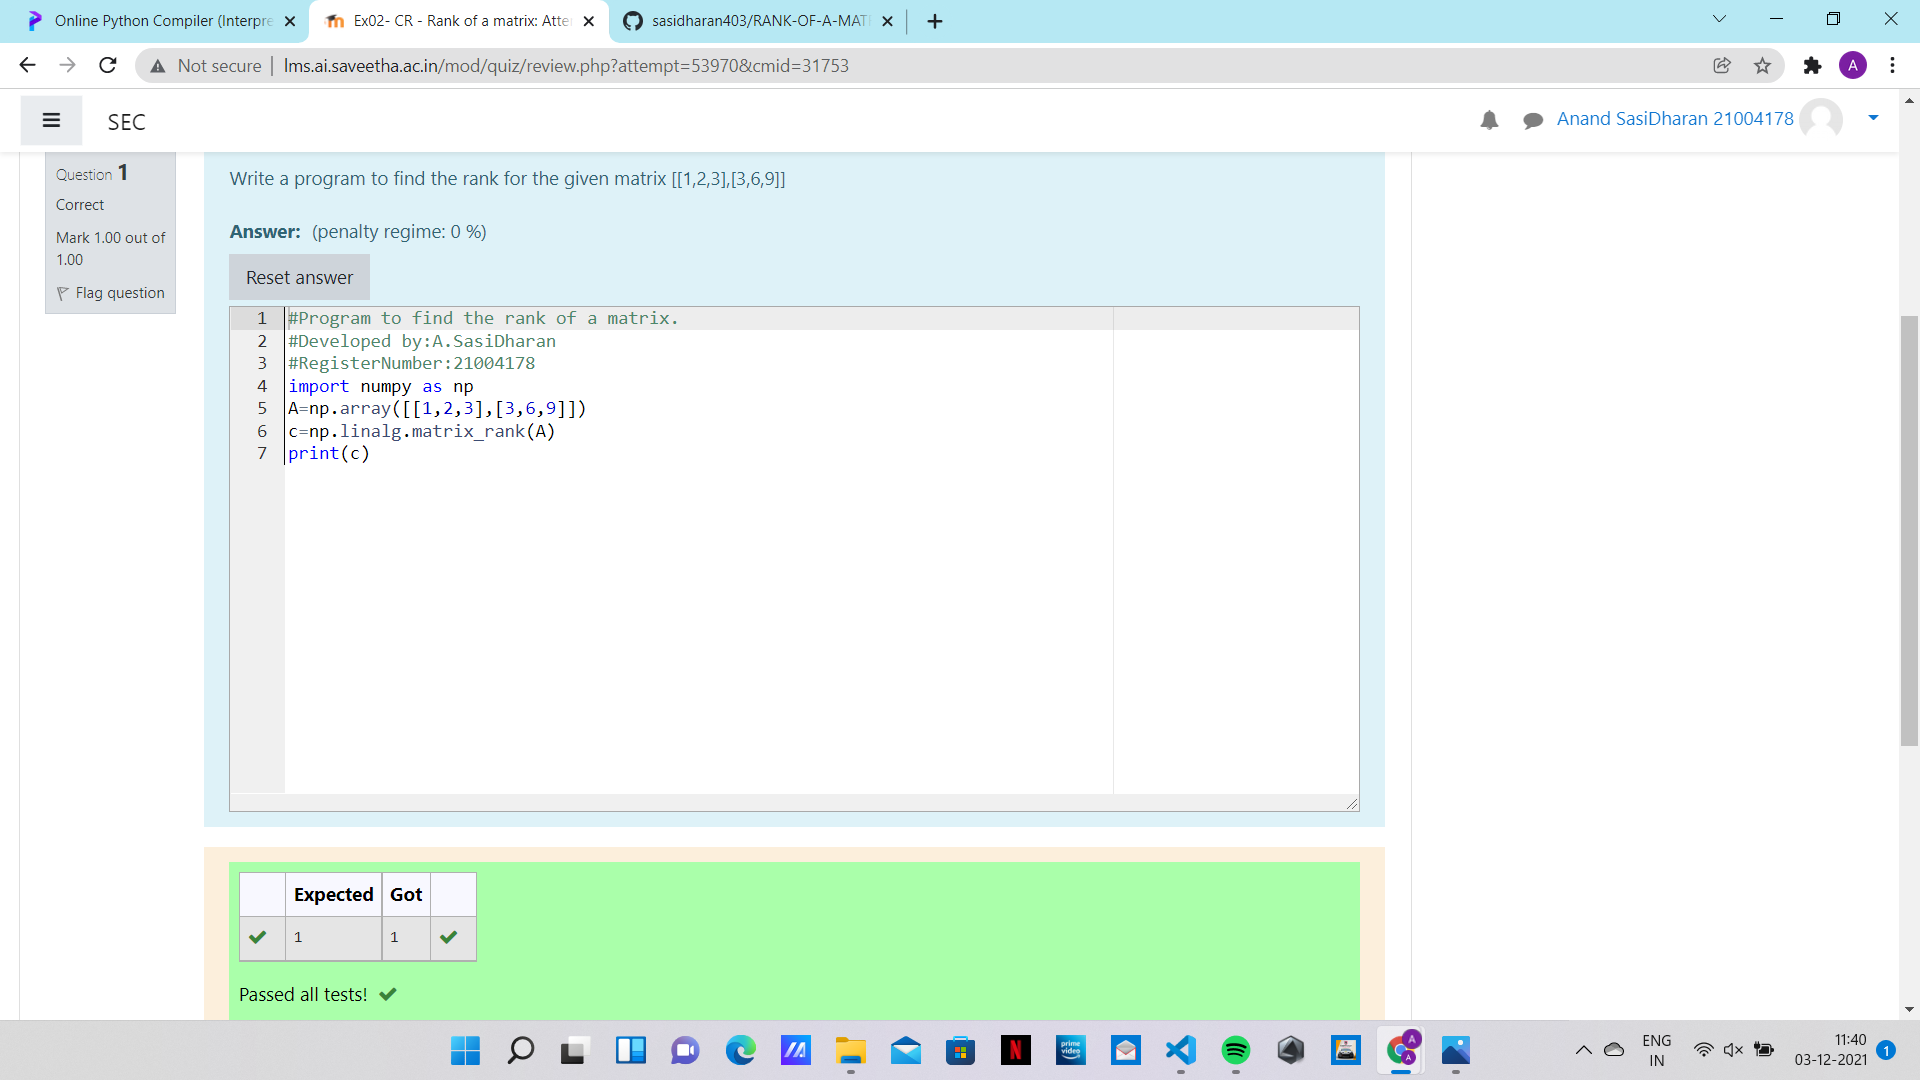 Online Python Compiler (Interpre
Ex02- CR - Rank of a matrix: Atte
sasidharan403/RANK-OF-A-MAT
Not secure
lms.ai.saveetha.ac.in/mod/quiz/review.php?attempt=53970&cmid=31753
A
SEC
Anand SasiDharan 21004178
Question 1
Correct
Mark 1.00 out of
1.00
Flag question
Write a program to find the rank for the given matrix [[1,2,3],[3,6,9]]
Answer: (penalty regime: 0 %)
Reset answer
1 #Program to find the rank of a matrix.
2 #Developed by:A.SasiDharan
3 #RegisterNumber:21004178
4 import numpy as np
5 A=np.array([[1,2,3],[3,6,9]])
6 c=np.linalg.matrix_rank(A)
7 print(c)
Expected Got
1 1
Passed all tests!
N
prime video
A
A
ENG
IN
11:40
03-12-2021
1